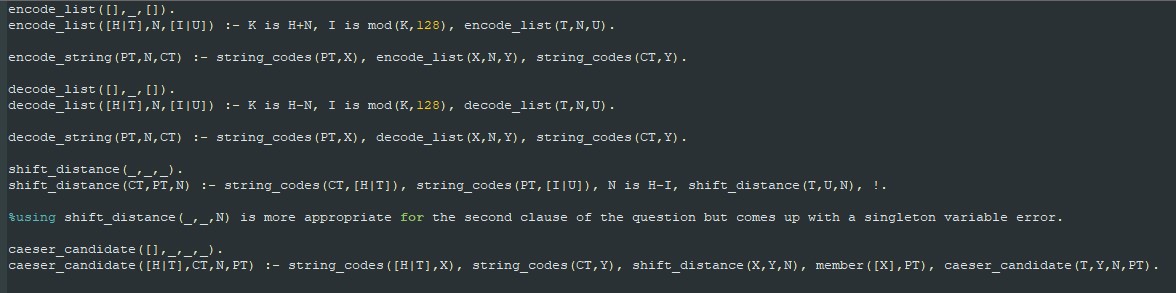 encode_list([],_,[]).
encode_list([H|T],N,[I|U]) :- K is H+N, I is mod(K,128), encode_list(T,N,U).
encode_string(PT,N,CT) :- string_codes(PT,X), encode_list(X,N,Y), string_codes(CT,Y).
decode_list([],_,[]).
decode_list([H|T],N,[I|U]) :- K is H-N, I is mod(K,128), decode_list(T,N,U).
decode_string(PT,N,CT) :- string_codes(PT,X), decode_list(X,N,Y), string_codes(CT,Y).
shift_distance(_,_,_).
shift_distance(CT,PT,N) :- string_codes(CT,[H|T]), string_codes(PT,[I|U]), N is H-I, shift_distance(T,U,N), !.
%using shift_distance(_,_,N) is more appropriate for the second clause of the question but comes up with a singleton variable error.
caeser_candidate([],_,_,_).
caeser_candidate([H|T],CT,N,PT) :- string_codes([H|T],X), string_codes(CT,Y), shift_distance(X,Y,N), member([X],PT), caeser_candidate(T,Y,N,PT).